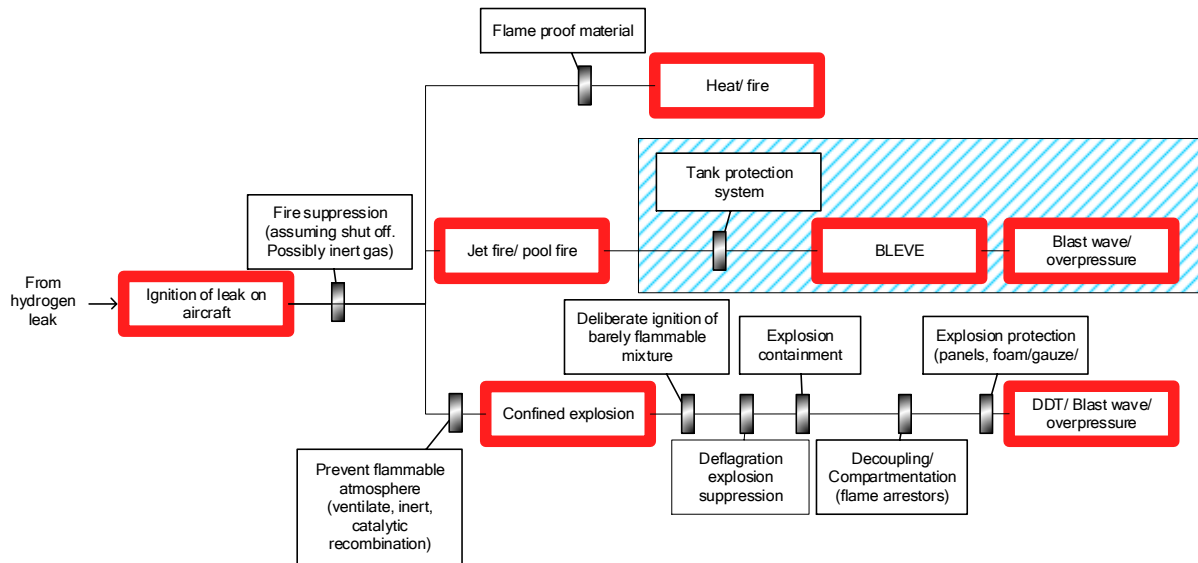 Flame proof material
Heat/ fire
Tank protection
system
Fire suppression
(assuming shut off.
Possibly inert gas)
Jet fire/ pool fire
BLEVE
Blast wave/
overpressure
From
hydrogen
leak
Ignition of leak on
aircraft
Deliberate ignition of
barely flammable
mixture
Explosion
containment
Explosion protection
(panels, foam/gauze/
Confined explosion
DDT/ Blast wave/
overpressure
Prevent flammable
atmosphere
(ventilate, inert,
catalytic
recombination)
Deflagration
explosion
suppression
Decoupling/
Compartmentation
(flame arrestors)